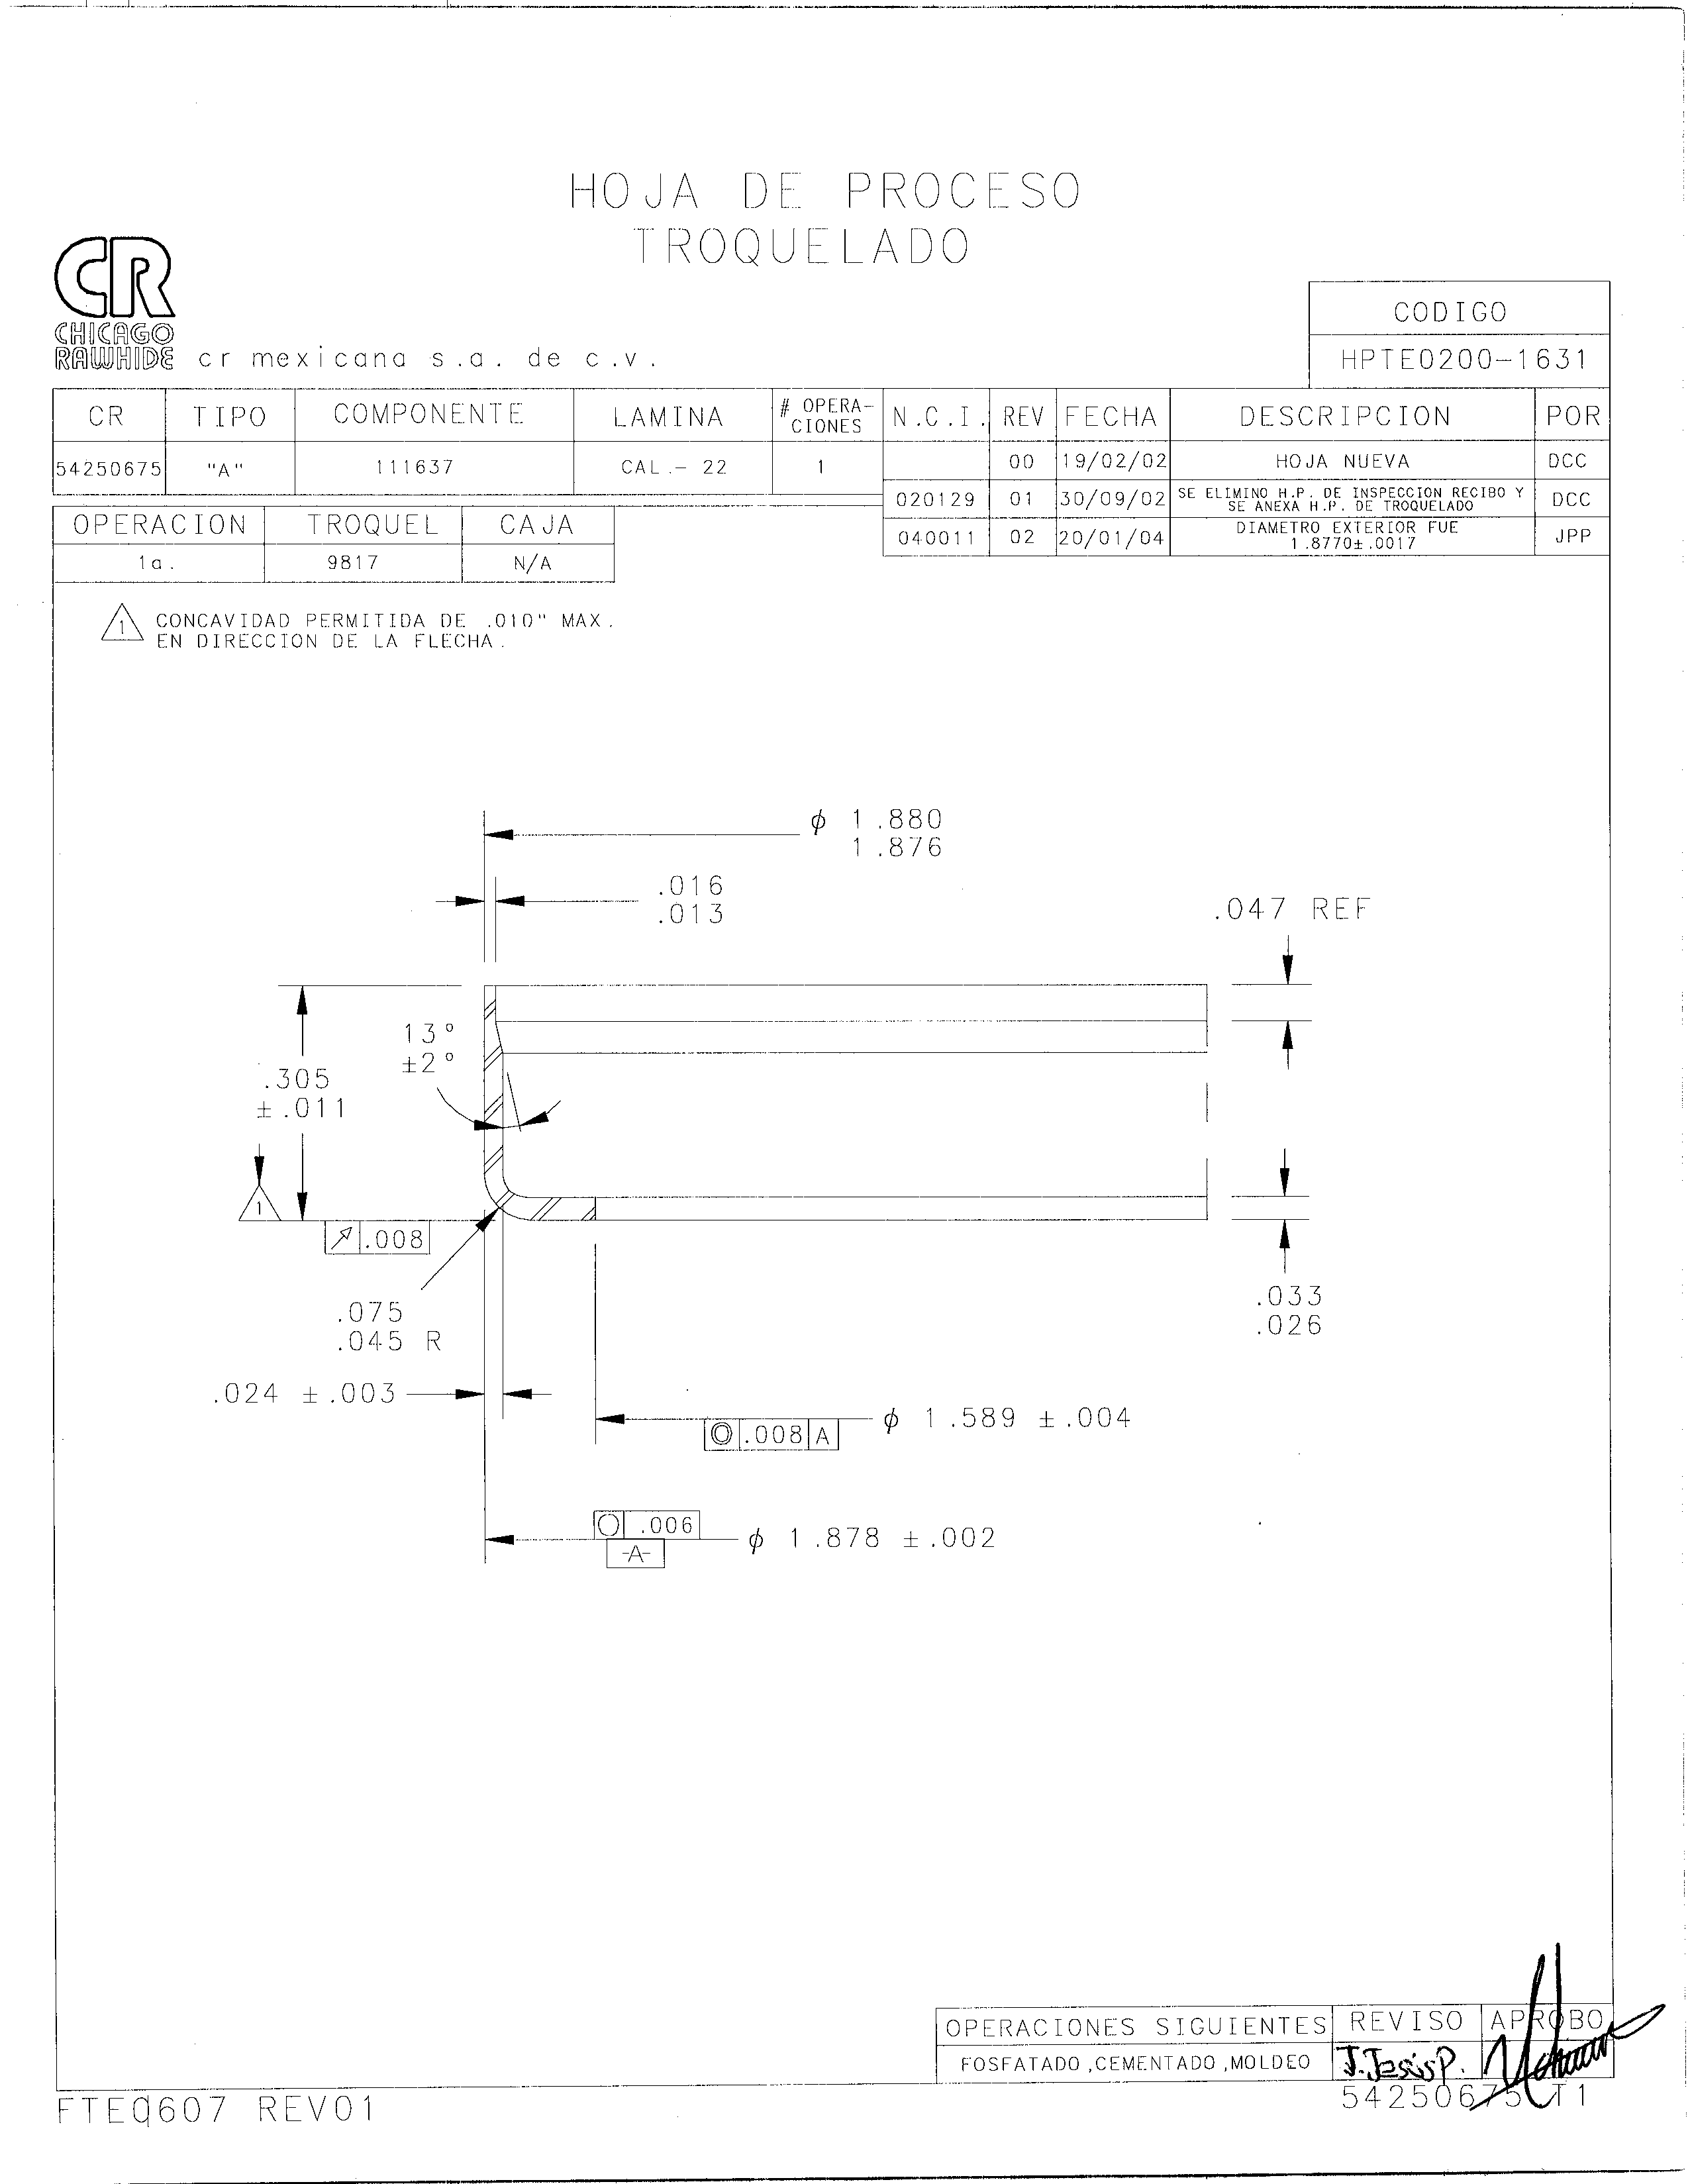 HOJA DE PROCESO
TROQUELADO
CR
CHICAGO
RAWHIDE cr mexicana s.a. de c.v.
CODIGO
HPTE0200-1631
CR TIPO COMPONENTE LAMINA # OPERA-CIONES N.C.I. REV FECHA DESCRIPCION POR
54250675 "A" 111637 CAL.- 22 1 00 19/02/02 HOJA NUEVA DCC
020129 01 30/09/02 SE ELIMINO H.P. DE INSPECCION RECIBO Y
SE ANEXA H.P. DE TROQUELADO DCC
040011 02 20/01/04 DIAMETRO EXTERIOR FUE
1.8770±.0017 JPP
OPERACION TROQUEL CAJA
1a. 9817 N/A
1 CONCAVIDAD PERMITIDA DE .010" MAX.
EN DIRECCION DE LA FLECHA.
ϕ 1.880
1.876
.016
.013
.047 REF
13°
±2°
.305
±.011
1
.008
.075
.045 R
.033
.026
.024 ±.003
.008 A
ϕ 1.589 ±.004
.006
-A-
ϕ 1.878 ±.002
OPERACIONES SIGUIENTES REVISO APROBO
FOSFATADO,CEMENTADO,MOLDEO J.JesúsP.
54250675 T1
FTEQ607 REV01